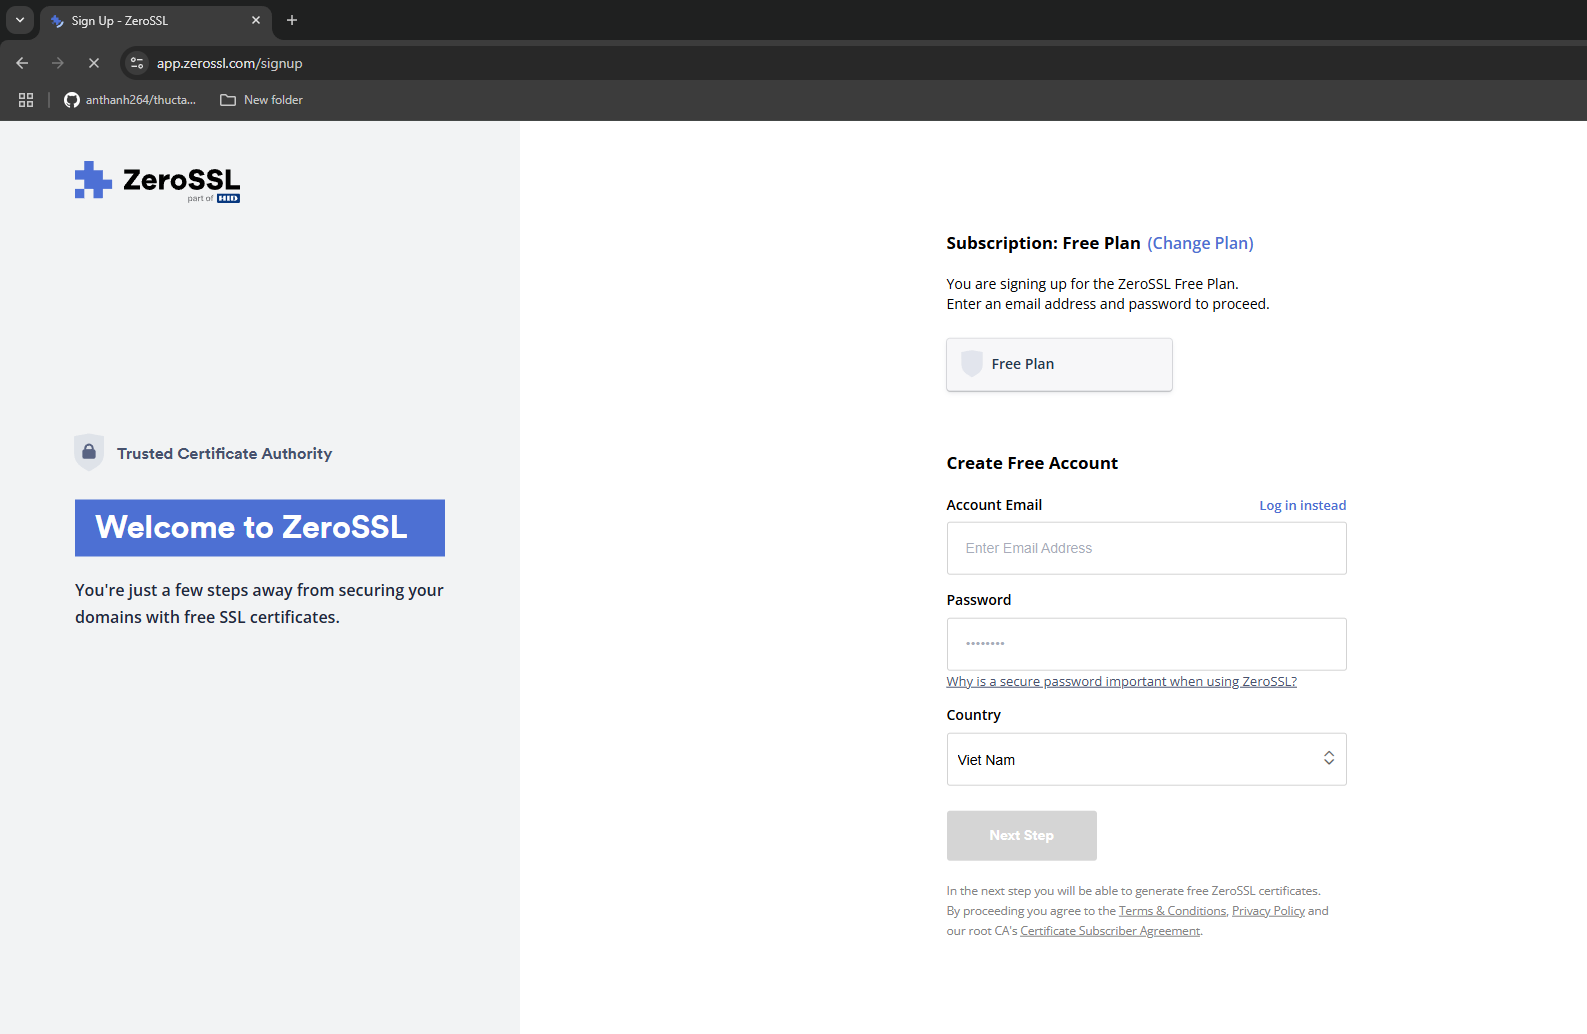 Sign Up - ZeroSSL
app.zerossl.com/signup
anthanh264/thucta...
New folder
ZeroSSL
part of HID
Trusted Certificate Authority
Welcome to ZeroSSL
You're just a few steps away from securing your
domains with free SSL certificates.
Subscription: Free Plan (Change Plan)
You are signing up for the ZeroSSL Free Plan.
Enter an email address and password to proceed.
Free Plan
Create Free Account
Account Email
Log in instead
Enter Email Address
Password
••••••••
Why is a secure password important when using ZeroSSL?
Country
Viet Nam
Next Step
In the next step you will be able to generate free ZeroSSL certificates.
By proceeding you agree to the Terms & Conditions, Privacy Policy and
our root CA's Certificate Subscriber Agreement.